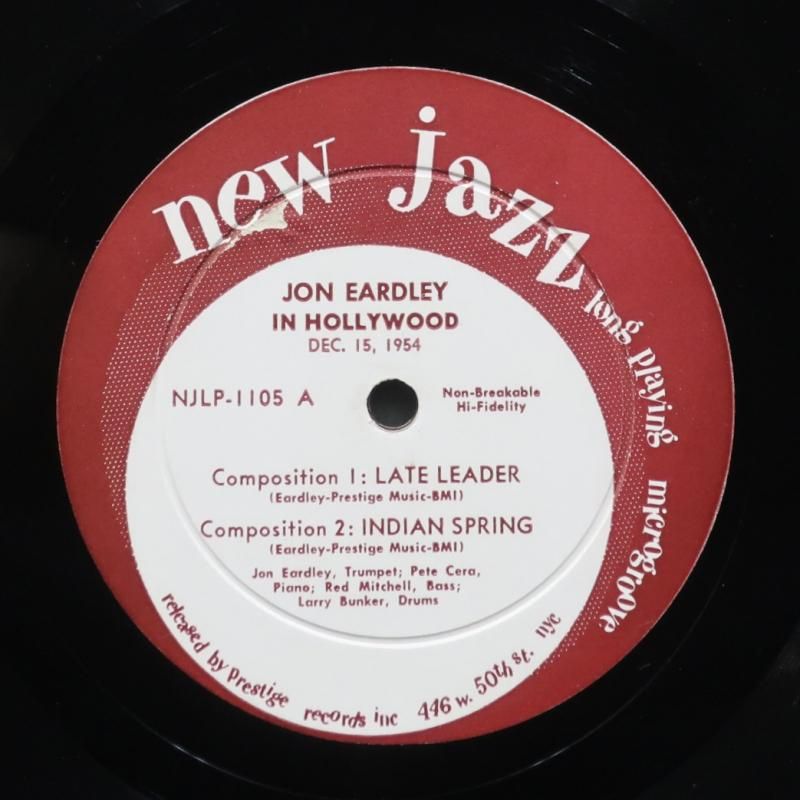 new jazz
long playing microgroove
JON EARDLEY
IN HOLLYWOOD
DEC. 15, 1954
NJLP-1105 A
Non-Breakable
Hi-Fidelity
Composition 1: LATE LEADER
(Eardley-Prestige Music-BMI)
Composition 2: INDIAN SPRING
(Eardley-Prestige Music-BMI)
Jon Eardley, Trumpet; Pete Cera,
Piano; Red Mitchell, Bass;
Larry Bunker, Drums
released by Prestige records inc 446 w. 50th st. nyc